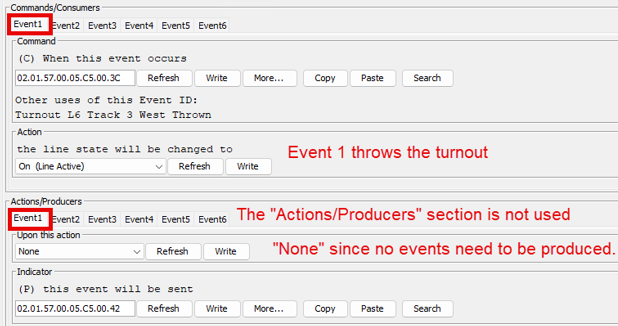 Commands/Consumers
Event1 Event2 Event3 Event4 Event5 Event6
Command
(C) When this event occurs
02.01.57.00.05.C5.00.3C Refresh Write More... Copy Paste Search
Other uses of this Event ID:
Turnout L6 Track 3 West Thrown
Action
the line state will be changed to
On (Line Active) Refresh Write
Event 1 throws the turnout
Actions/Producers
Event1 Event2 Event3 Event4 Event5 Event6
The "Actions/Producers" section is not used
Upon this action
None Refresh Write
"None" since no events need to be produced.
Indicator
(P) this event will be sent
02.01.57.00.05.C5.00.42 Refresh Write More... Copy Paste Search